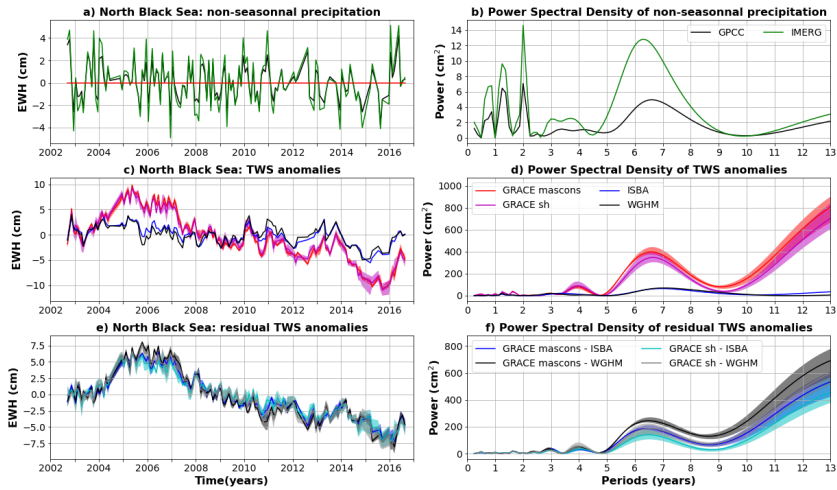 a) North Black Sea: non-seasonnal precipitation
EWH (cm)
4
2
0
−2
−4
2002 2004 2006 2008 2010 2012 2014 2016
b) Power Spectral Density of non-seasonnal precipitation
Power (cm²)
14
12
10
8
6
4
2
0
GPCC IMERG
0 1 2 3 4 5 6 7 8 9 10 11 12 13
c) North Black Sea: TWS anomalies
EWH (cm)
10
5
0
−5
−10
2002 2004 2006 2008 2010 2012 2014 2016
d) Power Spectral Density of TWS anomalies
Power (cm²)
1000
800
600
400
200
0
GRACE mascons ISBA
GRACE sh WGHM
0 1 2 3 4 5 6 7 8 9 10 11 12 13
e) North Black Sea: residual TWS anomalies
EWH (cm)
7.5
5.0
2.5
0.0
−2.5
−5.0
−7.5
2002 2004 2006 2008 2010 2012 2014 2016
Time(years)
f) Power Spectral Density of residual TWS anomalies
Power (cm²)
800
600
400
200
0
GRACE mascons - ISBA GRACE sh - ISBA
GRACE mascons - WGHM GRACE sh - WGHM
0 1 2 3 4 5 6 7 8 9 10 11 12 13
Periods (years)